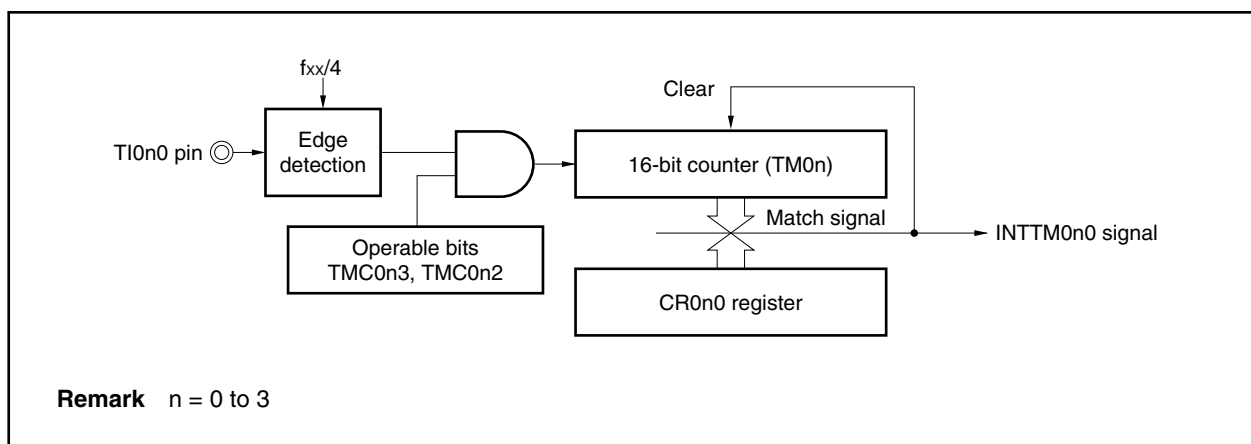 fxx/4
Clear
TI0n0 pin
Edge
detection
16-bit counter (TM0n)
Match signal
INTTM0n0 signal
Operable bits
TMC0n3, TMC0n2
CR0n0 register
Remark n = 0 to 3